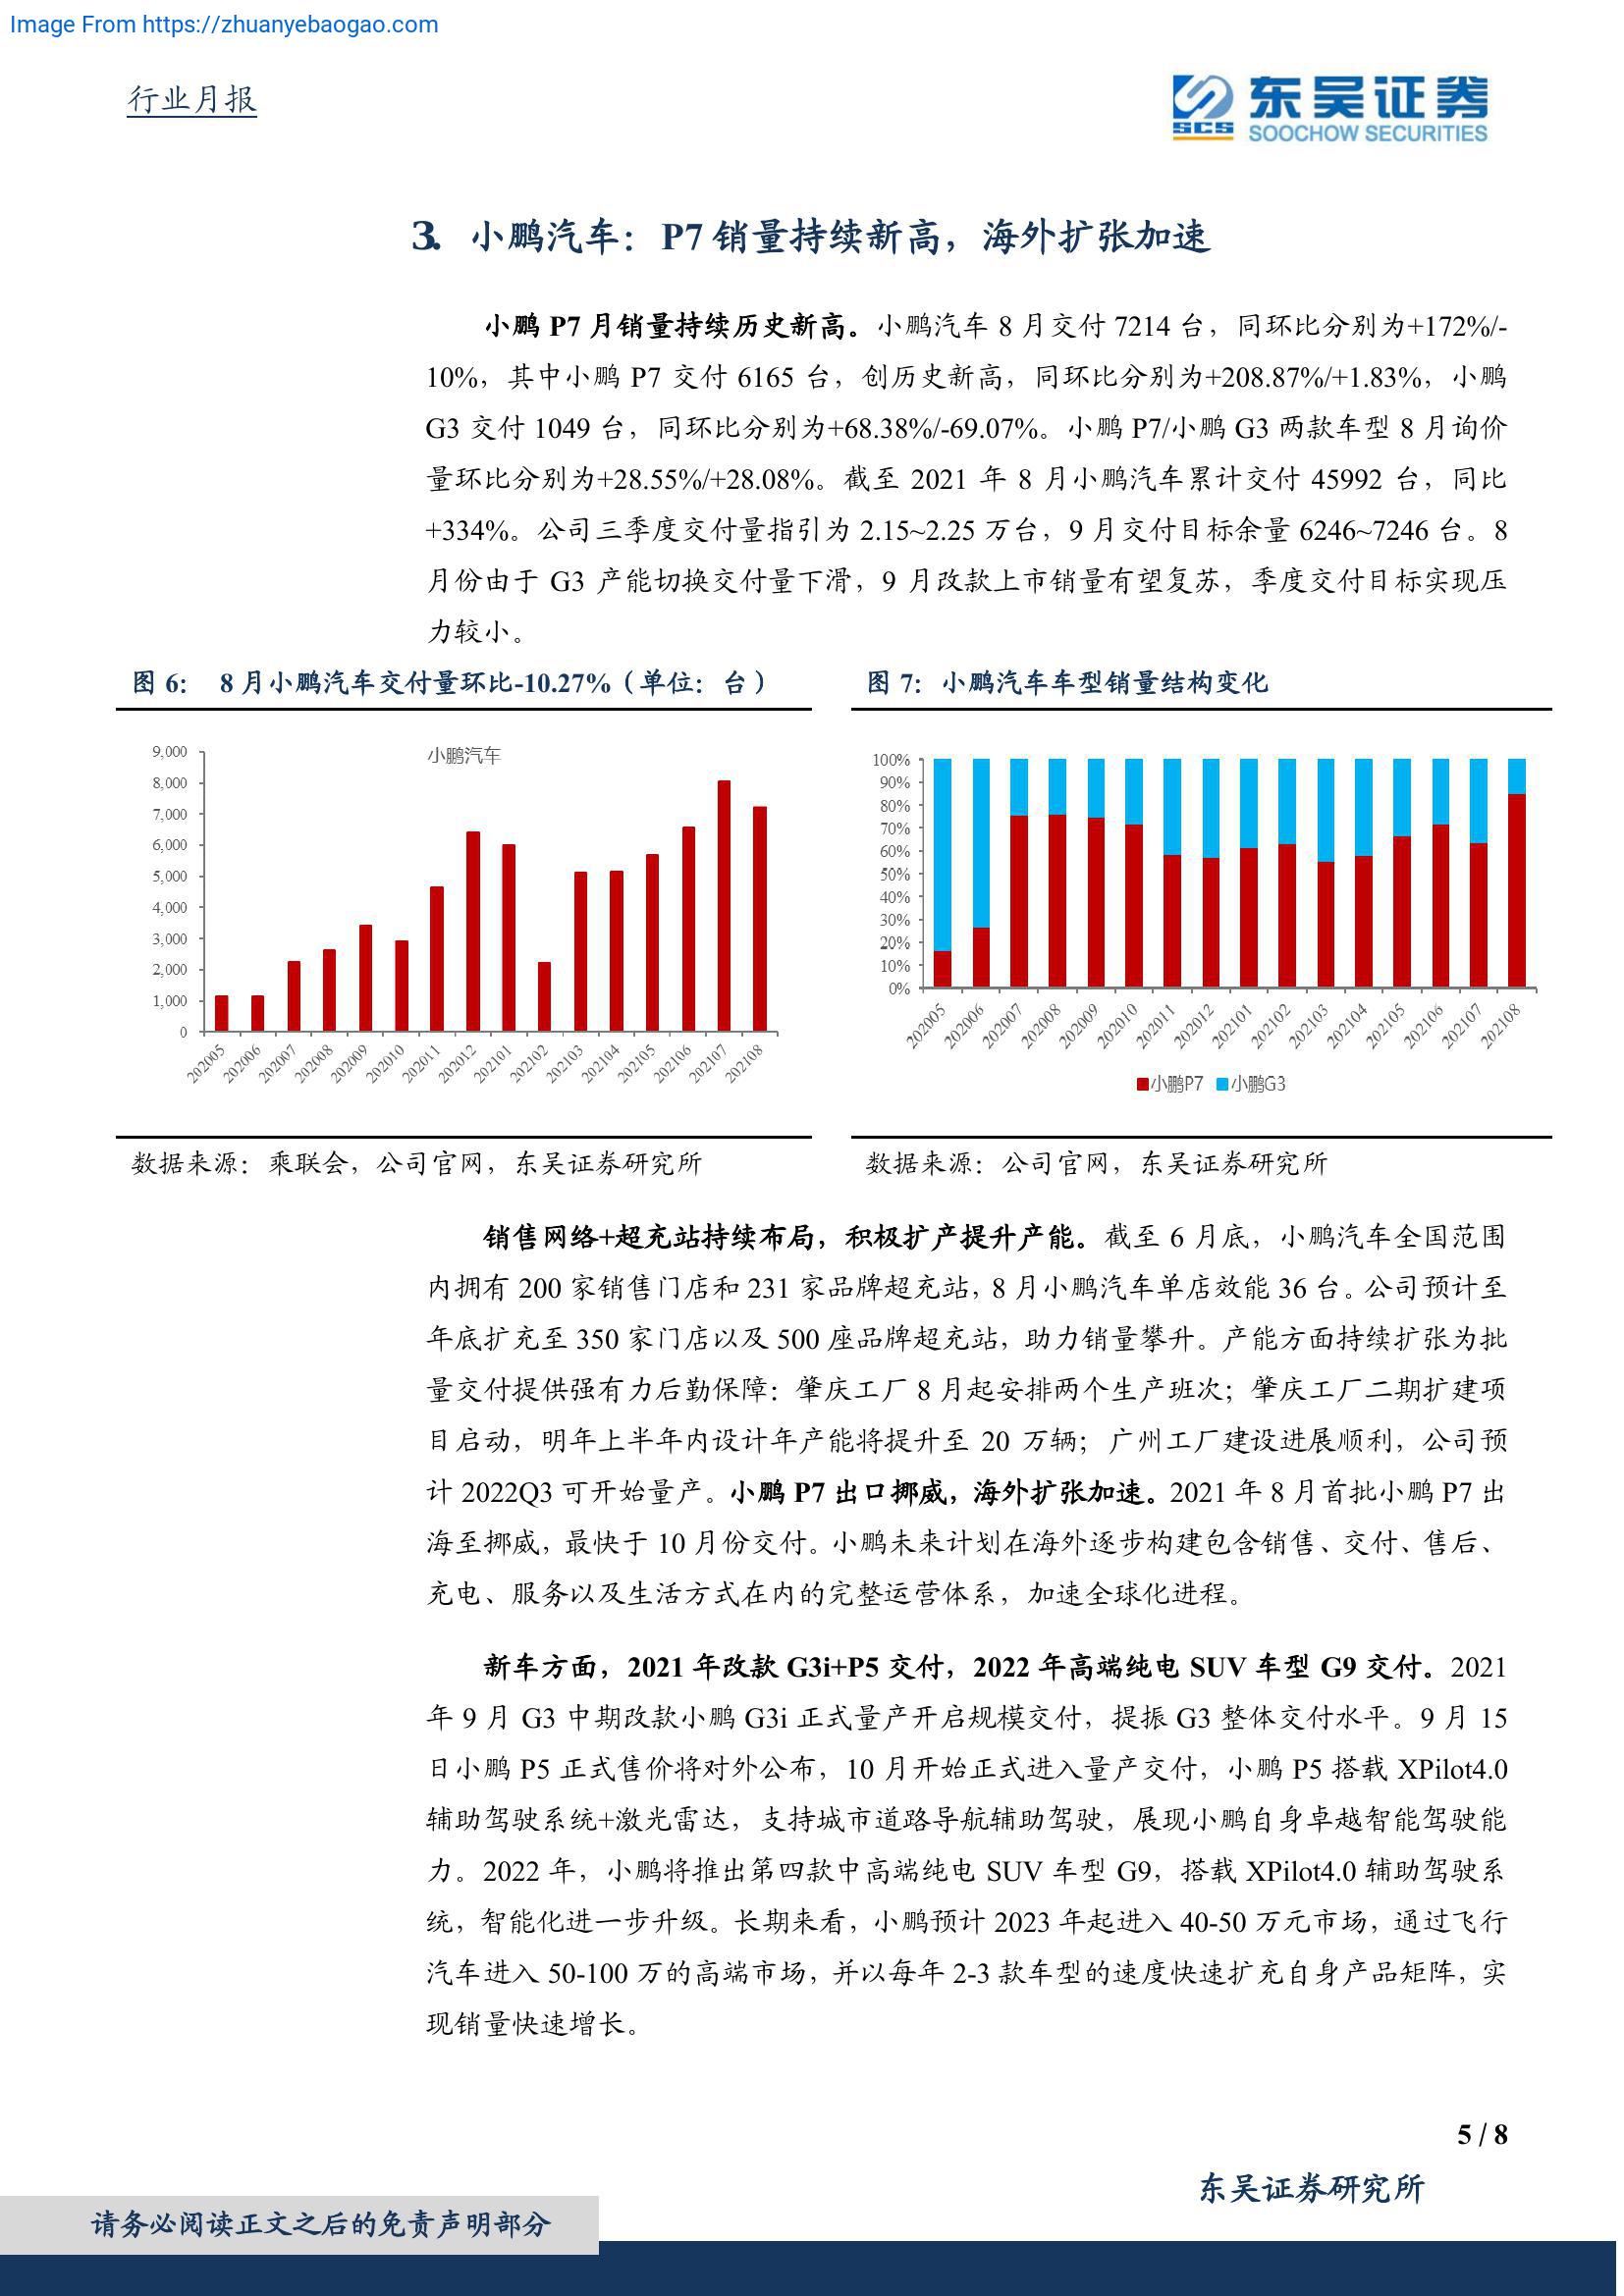 Image From https://zhuanyebaogao.com
行业月报
东吴证券
SCS
SOOCHOW SECURITIES
3. 小鹏汽车：P7 销量持续新高，海外扩张加速
小鹏 P7 月销量持续历史新高。小鹏汽车 8 月交付 7214 台，同环比分别为+172%/-
10%，其中小鹏 P7 交付 6165 台，创历史新高，同环比分别为+208.87%/+1.83%，小鹏
G3 交付 1049 台，同环比分别为+68.38%/-69.07%。小鹏 P7/小鹏 G3 两款车型 8 月询价
量环比分别为+28.55%/+28.08%。截至 2021 年 8 月小鹏汽车累计交付 45992 台，同比
+334%。公司三季度交付量指引为 2.15~2.25 万台，9 月交付目标余量 6246~7246 台。8
月份由于 G3 产能切换交付量下滑，9 月改款上市销量有望复苏，季度交付目标实现压
力较小。
图 6： 8 月小鹏汽车交付量环比-10.27%（单位：台）
小鹏汽车
9,000
8,000
7,000
6,000
5,000
4,000
3,000
2,000
1,000
0
202005 202006 202007 202008 202009 202010 202011 202012 202101 202102 202103 202104 202105 202106 202107 202108
数据来源：乘联会，公司官网，东吴证券研究所
图 7：小鹏汽车车型销量结构变化
100%
90%
80%
70%
60%
50%
40%
30%
20%
10%
0%
202005 202006 202007 202008 202009 202010 202011 202012 202101 202102 202103 202104 202105 202106 202107 202108
小鹏P7 小鹏G3
数据来源：公司官网，东吴证券研究所
销售网络+超充站持续布局，积极扩产提升产能。截至 6 月底，小鹏汽车全国范围
内拥有 200 家销售门店和 231 家品牌超充站，8 月小鹏汽车单店效能 36 台。公司预计至
年底扩充至 350 家门店以及 500 座品牌超充站，助力销量攀升。产能方面持续扩张为批
量交付提供强有力后勤保障：肇庆工厂 8 月起安排两个生产班次；肇庆工厂二期扩建项
目启动，明年上半年内设计年产能将提升至 20 万辆；广州工厂建设进展顺利，公司预
计 2022Q3 可开始量产。小鹏 P7 出口挪威，海外扩张加速。2021 年 8 月首批小鹏 P7 出
海至挪威，最快于 10 月份交付。小鹏未来计划在海外逐步构建包含销售、交付、售后、
充电、服务以及生活方式在内的完整运营体系，加速全球化进程。
新车方面，2021 年改款 G3i+P5 交付，2022 年高端纯电 SUV 车型 G9 交付。2021
年 9 月 G3 中期改款小鹏 G3i 正式量产开启规模交付，提振 G3 整体交付水平。9 月 15
日小鹏 P5 正式售价将对外公布，10 月开始正式进入量产交付，小鹏 P5 搭载 XPilot4.0
辅助驾驶系统+激光雷达，支持城市道路导航辅助驾驶，展现小鹏自身卓越智能驾驶能
力。2022 年，小鹏将推出第四款中高端纯电 SUV 车型 G9，搭载 XPilot4.0 辅助驾驶系
统，智能化进一步升级。长期来看，小鹏预计 2023 年起进入 40-50 万元市场，通过飞行
汽车进入 50-100 万的高端市场，并以每年 2-3 款车型的速度快速扩充自身产品矩阵，实
现销量快速增长。
5 / 8
东吴证券研究所
请务必阅读正文之后的免责声明部分